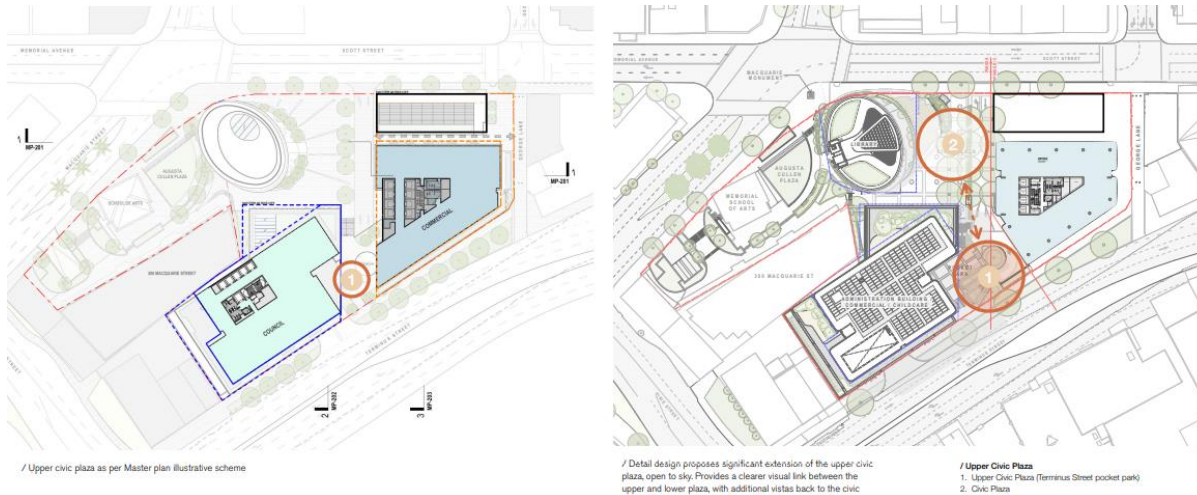 MEMORIAL AVENUE
SCOTT STREET
MACQUARIE STREET
GEORGE LANE
1
MP-201
1
MP-201
AUGUSTA
CULLEN PLAZA
SCHOOL OF ARTS
COMMERCIAL
300 MACQUARIE STREET
1
COUNCIL
TERMINUS STREET
2
MP-202
3
MP-203
/ Upper civic plaza as per Master plan illustrative scheme
MEMORIAL AVENUE
SCOTT STREET
MACQUARIE
MONUMENT
LIBRARY
2
AUGUSTA
CULLEN
PLAZA
MEMORIAL
SCHOOL
OF ARTS
GEORGE LANE
300 MACQUARIE ST
1
ADMINISTRATION BUILDING
COMMERCIAL / CHILDCARE
TERMINUS STREET
/ Detail design proposes significant extension of the upper civic
plaza, open to sky. Provides a clearer visual link between the
upper and lower plaza, with additional vistas back to the civic
/ Upper Civic Plaza
1. Upper Civic Plaza (Terminus Street pocket park)
2. Civic Plaza